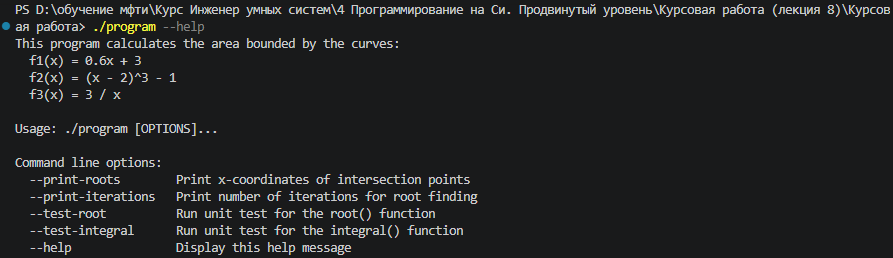 PS D:\обучение мфти\Курс Инженер умных систем\4 Программирование на Си. Продвинутый уровень\Курсовая работа (лекция 8)\Курсов
ая работа> ./program --help
This program calculates the area bounded by the curves:
  f1(x) = 0.6x + 3
  f2(x) = (x - 2)^3 - 1
  f3(x) = 3 / x

Usage: ./program [OPTIONS]...

Command line options:
  --print-roots       Print x-coordinates of intersection points
  --print-iterations  Print number of iterations for root finding
  --test-root         Run unit test for the root() function
  --test-integral     Run unit test for the integral() function
  --help              Display this help message